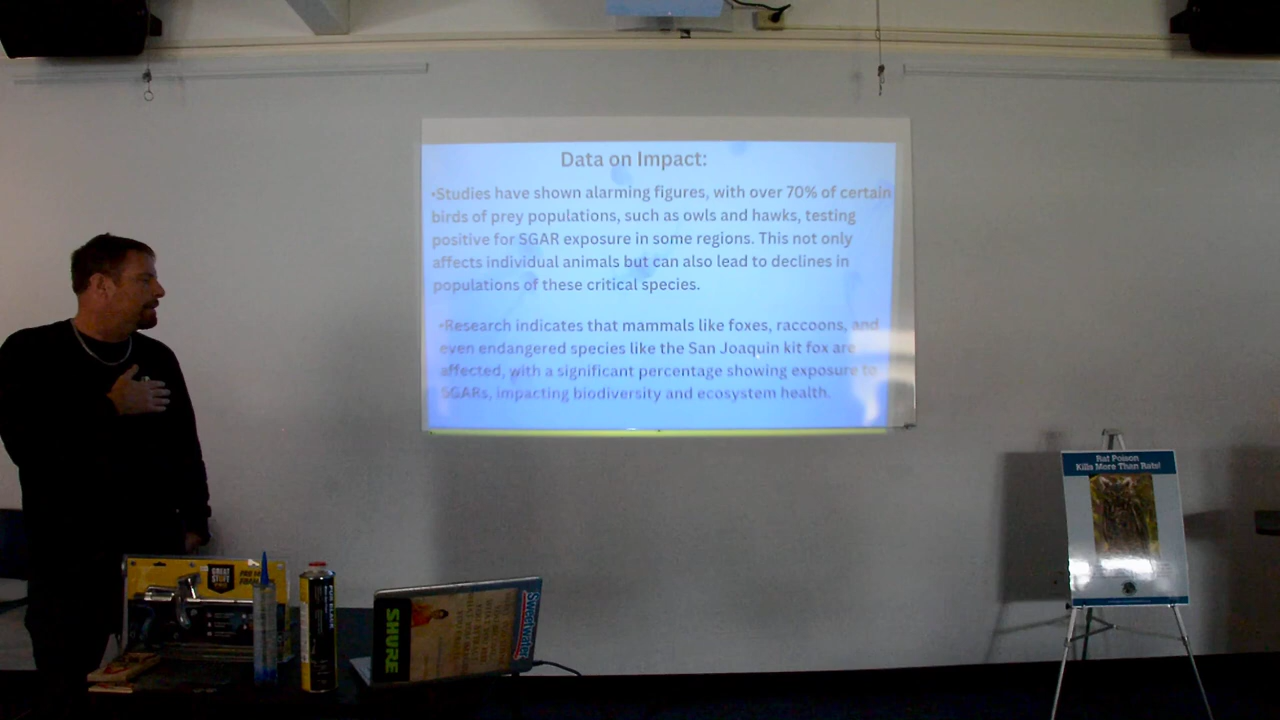 Data on Impact:
•Studies have shown alarming figures, with over 70% of certain
birds of prey populations, such as owls and hawks, testing
positive for SGAR exposure in some regions. This not only
affects individual animals but can also lead to declines in
populations of these critical species.
•Research indicates that mammals like foxes, raccoons, and
even endangered species like the San Joaquin kit fox are
affected, with a significant percentage showing exposure to
SGARs, impacting biodiversity and ecosystem health.
Rat Poison
Kills More Than Rats!
GREAT
STUFF
PRO
SHURE
Sweetwater